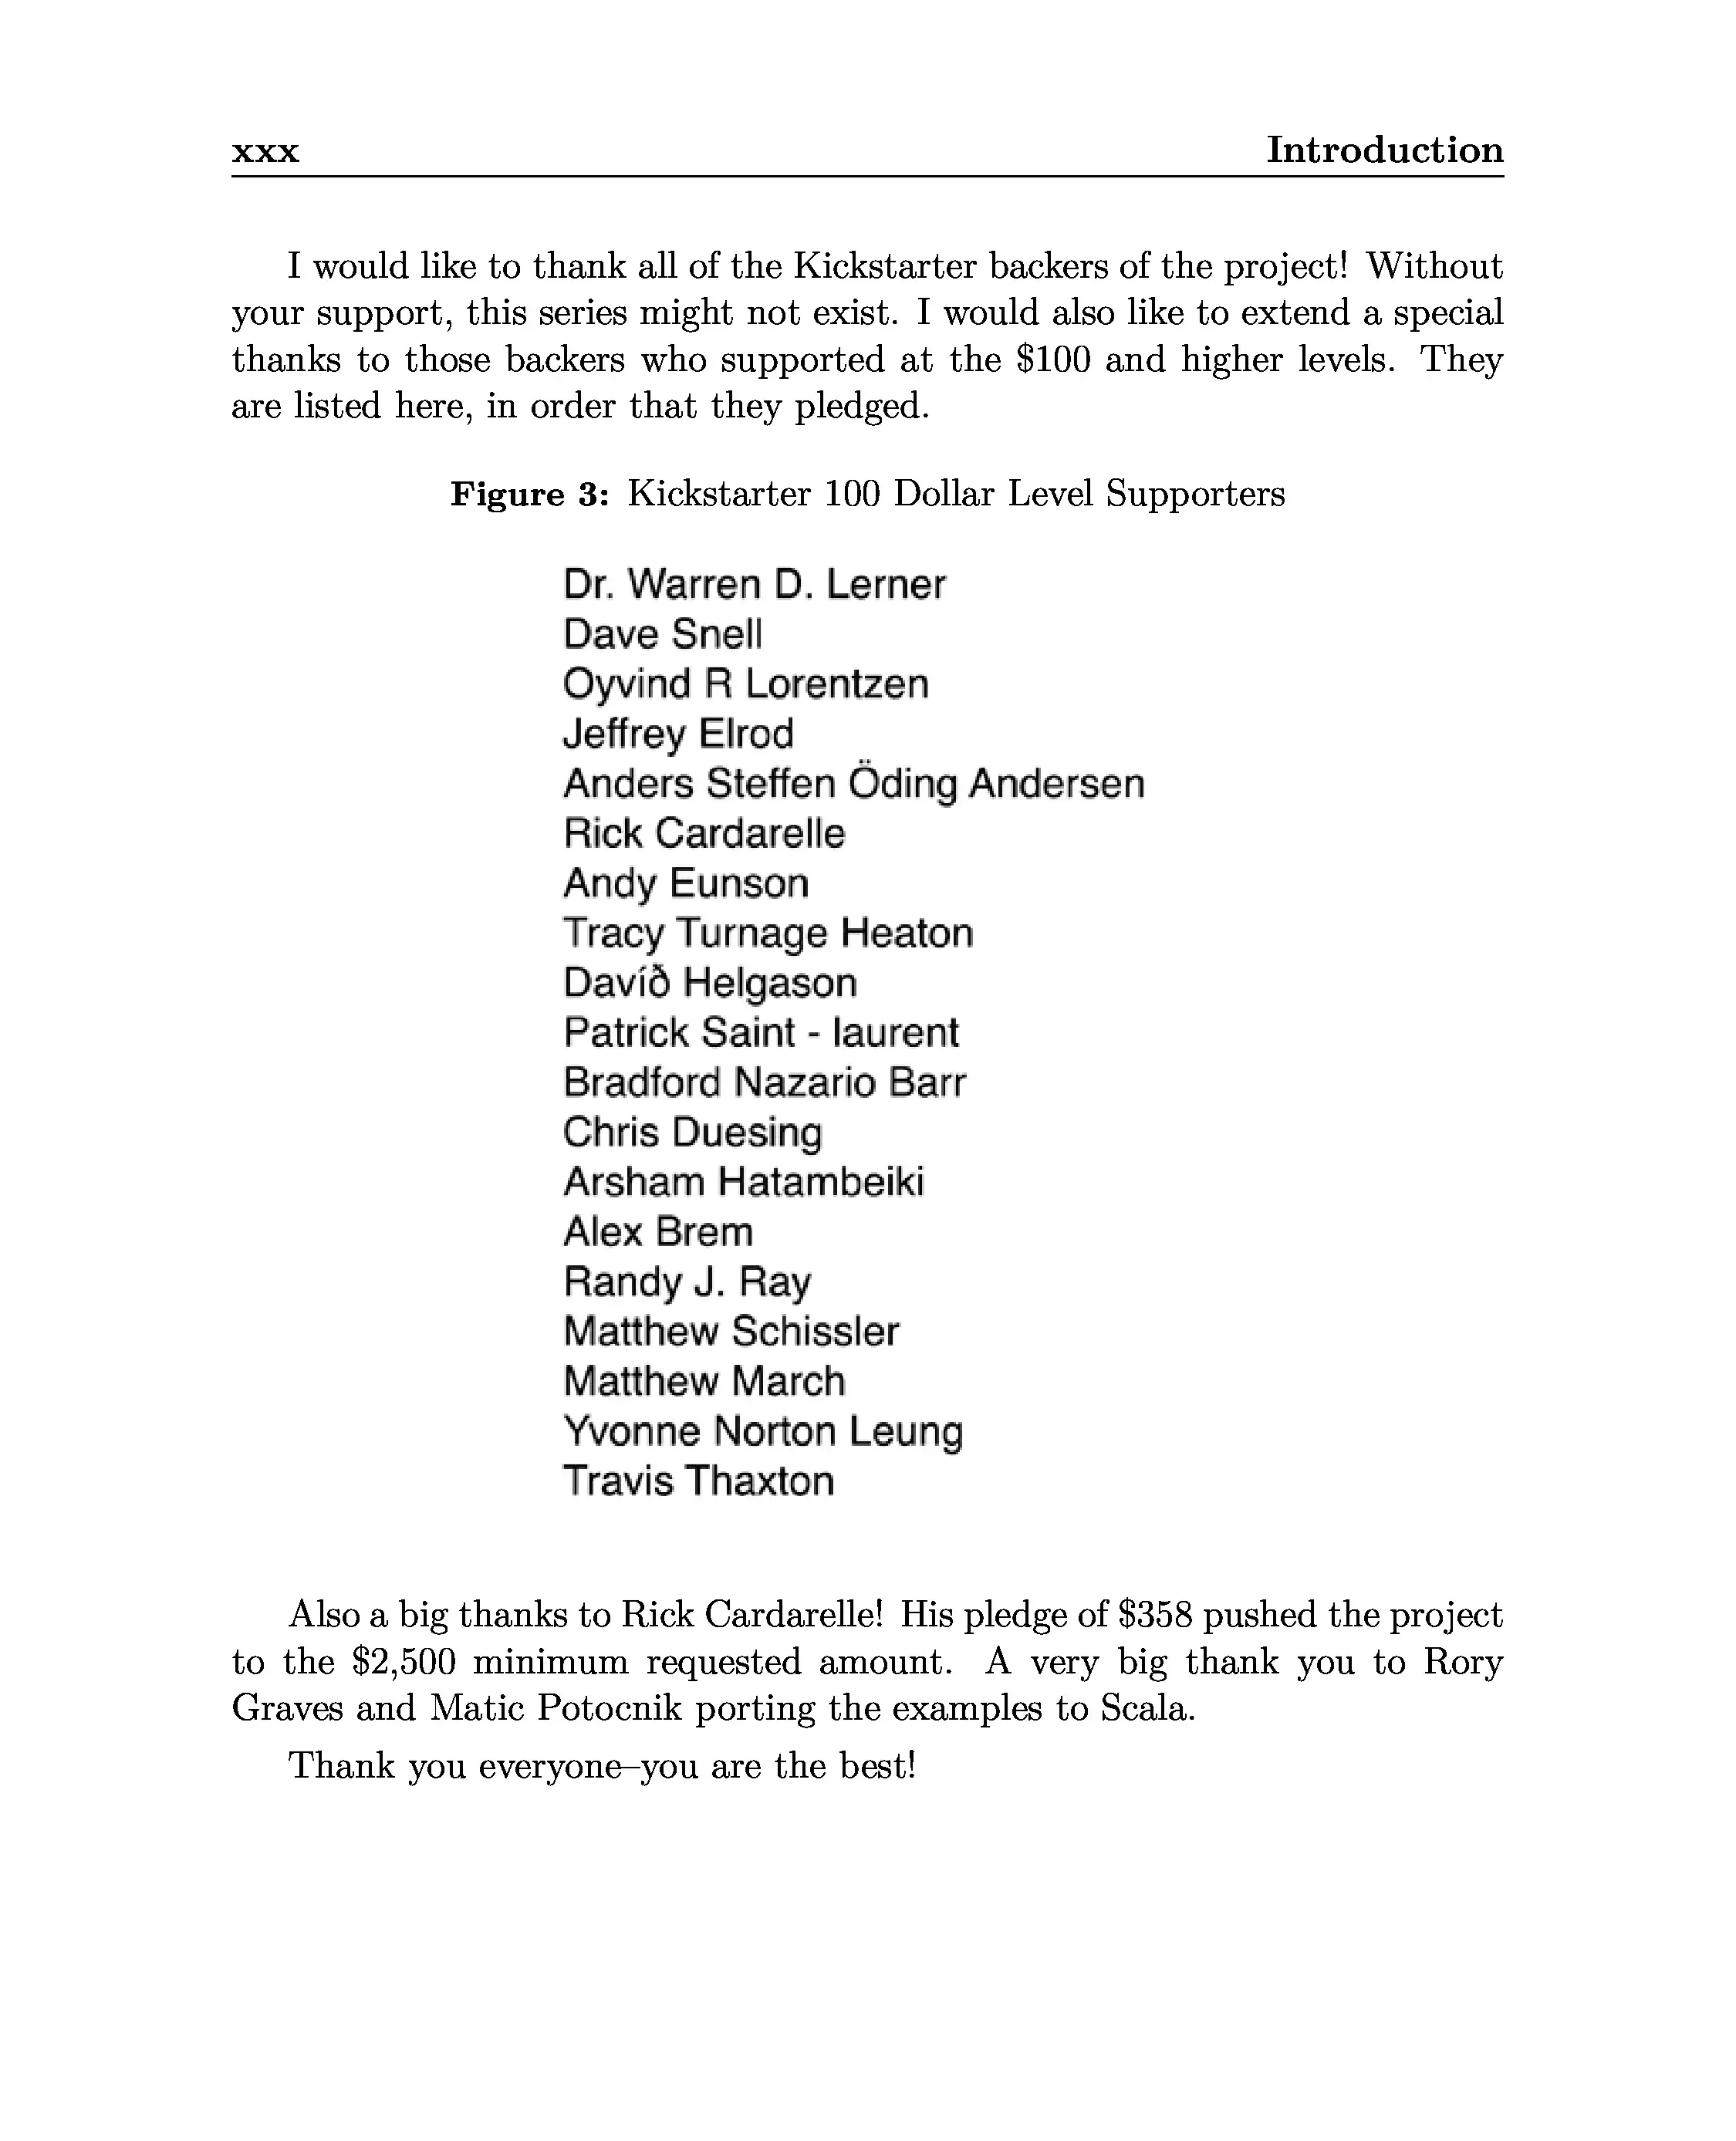 xxx Introduction
I would like to thank all of the Kickstarter backers of the project! Without
your support, this series might not exist. I would also like to extend a special
thanks to those backers who supported at the $100 and higher levels. They
are listed here, in order that they pledged.
Figure 3: Kickstarter 100 Dollar Level Supporters
Dr. Warren D. Lerner
Dave Snell
Oyvind R Lorentzen
Jeffrey Elrod
Anders Steffen Öding Andersen
Rick Cardarelle
Andy Eunson
Tracy Turnage Heaton
Davíð Helgason
Patrick Saint - laurent
Bradford Nazario Barr
Chris Duesing
Arsham Hatambeiki
Alex Brem
Randy J. Ray
Matthew Schissler
Matthew March
Yvonne Norton Leung
Travis Thaxton
Also a big thanks to Rick Cardarelle! His pledge of $358 pushed the project
to the $2,500 minimum requested amount. A very big thank you to Rory
Graves and Matic Potocnik porting the examples to Scala.
Thank you everyone–you are the best!